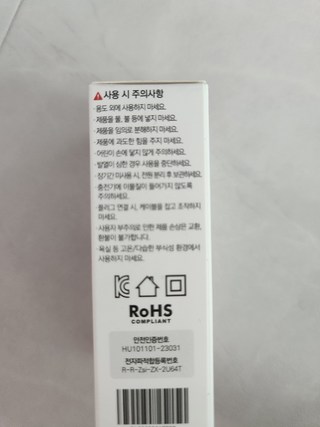 ⚠사용 시 주의사항
·용도 외에 사용하지 마세요.
·제품을 물, 불 등에 넣지 마세요.
·제품을 임의로 분해하지 마세요.
·제품에 과도한 힘을 주지 마세요.
·어린이 손에 닿지 않게 주의하세요.
·발열이 심한 경우 사용을 중단하세요.
·장기간 미사용 시, 전원 분리 후 보관하세요.
·충전기에 이물질이 들어가지 않도록
주의하세요.
·플러그 연결 시, 케이블을 잡고 조작하지
마세요.
·사용자 부주의로 인한 제품 손상은 교환,
환불이 불가합니다.
·욕실 등 고온/다습한 부식성 환경에서
사용하지 마세요.
RoHS
COMPLIANT
안전인증번호
HU101101-23031
전자파적합등록번호
R-R-Zsi-ZX-2U64T